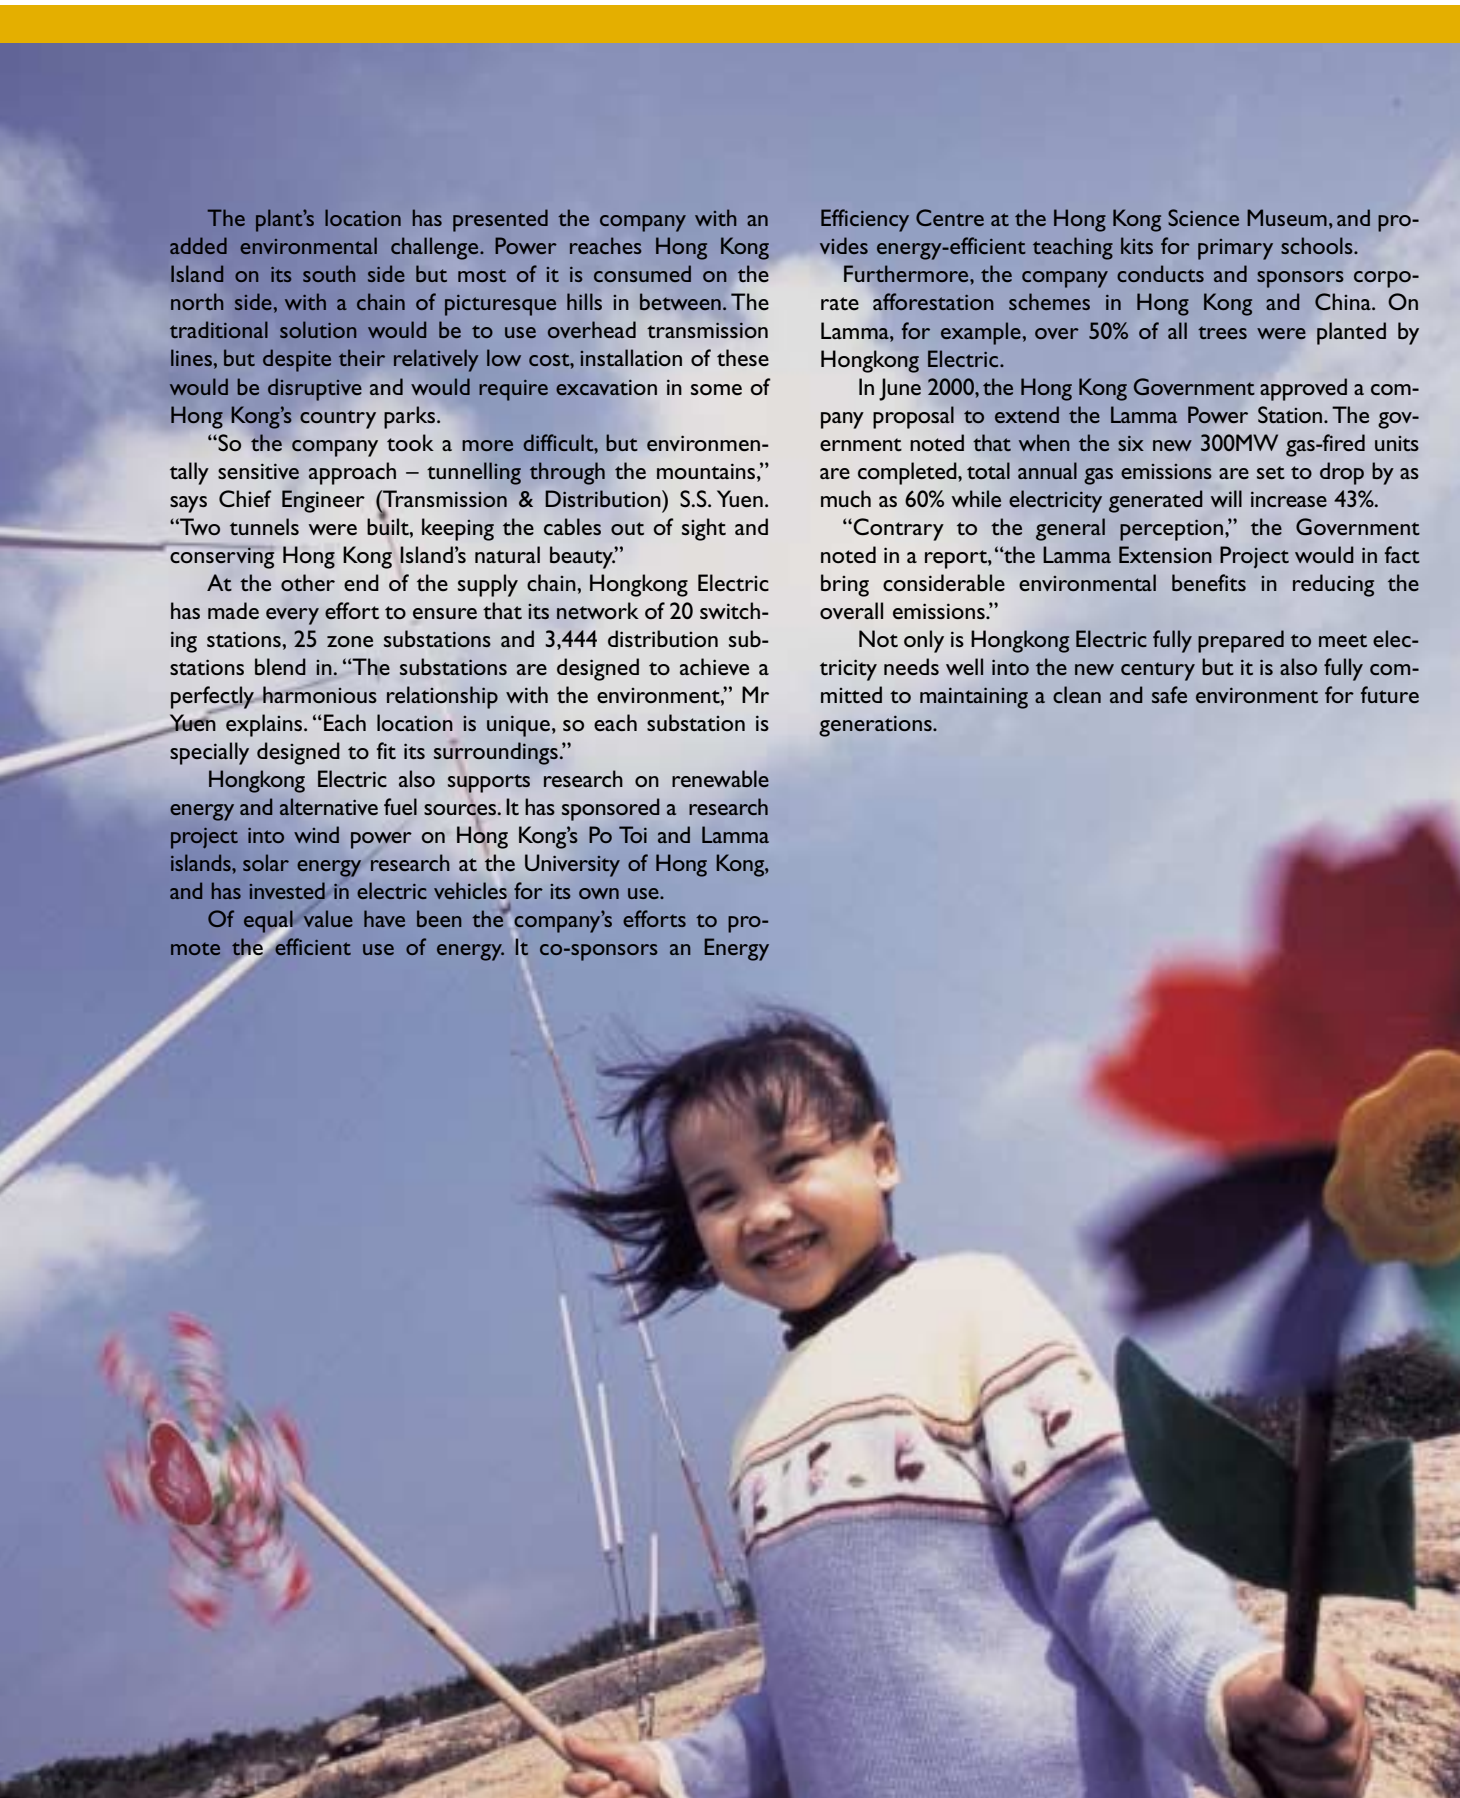 The plant’s location has presented the company with an
added environmental challenge. Power reaches Hong Kong
Island on its south side but most of it is consumed on the
north side, with a chain of picturesque hills in between. The
traditional solution would be to use overhead transmission
lines, but despite their relatively low cost, installation of these
would be disruptive and would require excavation in some of
Hong Kong’s country parks.
“So the company took a more difficult, but environmen-
tally sensitive approach – tunnelling through the mountains,”
says Chief Engineer (Transmission & Distribution) S.S. Yuen.
“Two tunnels were built, keeping the cables out of sight and
conserving Hong Kong Island’s natural beauty.”
At the other end of the supply chain, Hongkong Electric
has made every effort to ensure that its network of 20 switch-
ing stations, 25 zone substations and 3,444 distribution sub-
stations blend in. “The substations are designed to achieve a
perfectly harmonious relationship with the environment,” Mr
Yuen explains. “Each location is unique, so each substation is
specially designed to fit its surroundings.”
Hongkong Electric also supports research on renewable
energy and alternative fuel sources. It has sponsored a research
project into wind power on Hong Kong’s Po Toi and Lamma
islands, solar energy research at the University of Hong Kong,
and has invested in electric vehicles for its own use.
Of equal value have been the company’s efforts to pro-
mote the efficient use of energy. It co-sponsors an Energy
Efficiency Centre at the Hong Kong Science Museum, and pro-
vides energy-efficient teaching kits for primary schools.
Furthermore, the company conducts and sponsors corpo-
rate afforestation schemes in Hong Kong and China. On
Lamma, for example, over 50% of all trees were planted by
Hongkong Electric.
In June 2000, the Hong Kong Government approved a com-
pany proposal to extend the Lamma Power Station. The gov-
ernment noted that when the six new 300MW gas-fired units
are completed, total annual gas emissions are set to drop by as
much as 60% while electricity generated will increase 43%.
“Contrary to the general perception,” the Government
noted in a report, “the Lamma Extension Project would in fact
bring considerable environmental benefits in reducing the
overall emissions.”
Not only is Hongkong Electric fully prepared to meet elec-
tricity needs well into the new century but it is also fully com-
mitted to maintaining a clean and safe environment for future
generations.